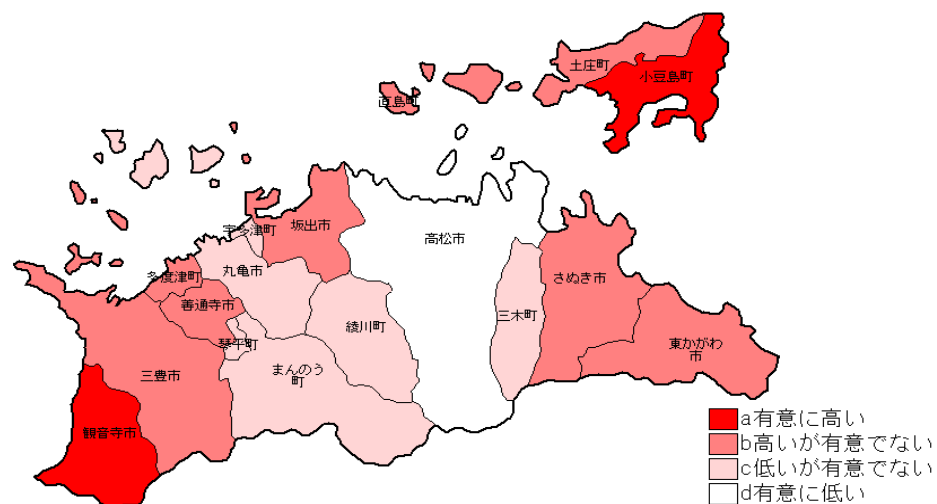 土庄町
小豆島町
直島町
宇多津町
坂出市
高松市
丸亀市
多度津町
さぬき市
善通寺市
三木町
綾川町
琴平町
東かがわ
市
まんのう
町
三豊市
観音寺市
a有意に高い
b高いが有意でない
c低いが有意でない
d有意に低い